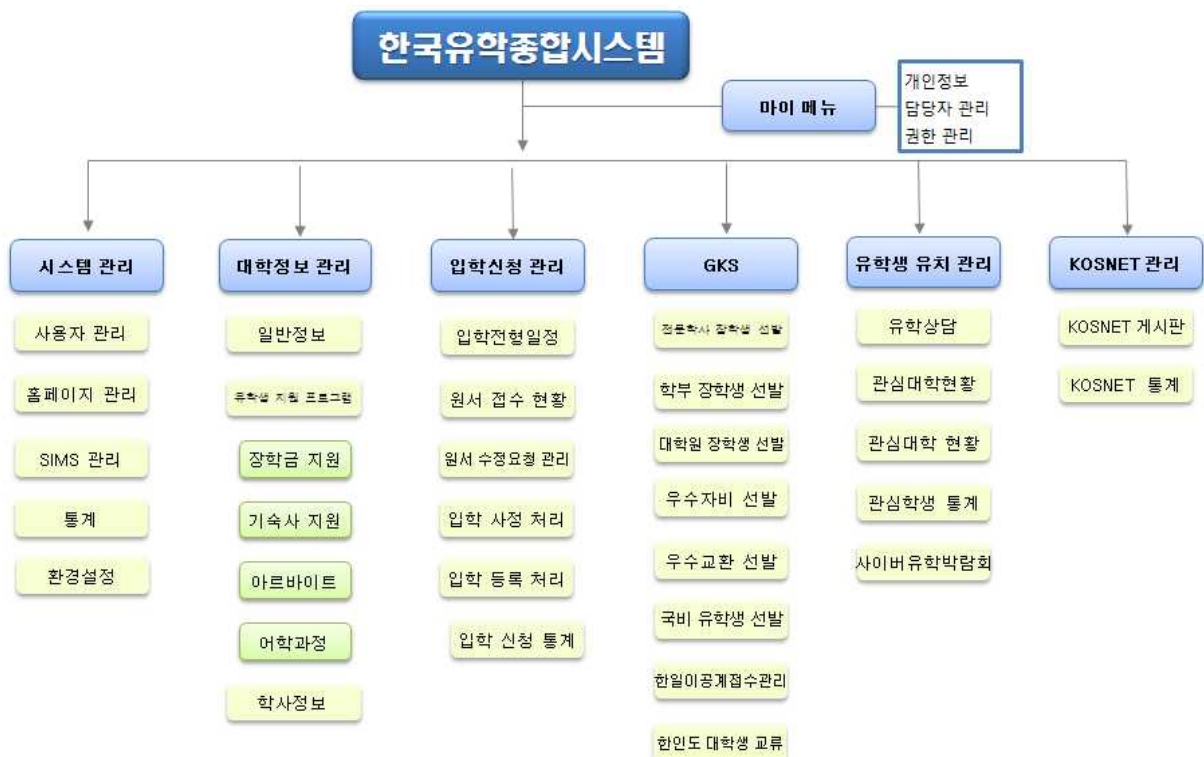 한국유학종합시스템
마이 메뉴
개인정보
담당자 관리
권한 관리
시스템 관리
사용자 관리
홈페이지 관리
SIMS 관리
통계
환경설정
대학정보 관리
일반정보
유학생 지원 프로그램
장학금 지원
기숙사 지원
아르바이트
어학과정
학사정보
입학신청 관리
입학전형일정
원서 접수 현황
원서 수정요청 관리
입학 사정 처리
입학 등록 처리
입학 신청 통계
GKS
전문학사 장학생 선발
학부 장학생 선발
대학원 장학생 선발
우수자비 선발
우수교환 선발
국비 유학생 선발
한일이공계접수관리
한인도 대학생 교류
유학생 유치 관리
유학상담
관심대학현황
관심대학 현황
관심학생 통계
사이버유학박람회
KOSNET 관리
KOSNET 게시판
KOSNET 통계